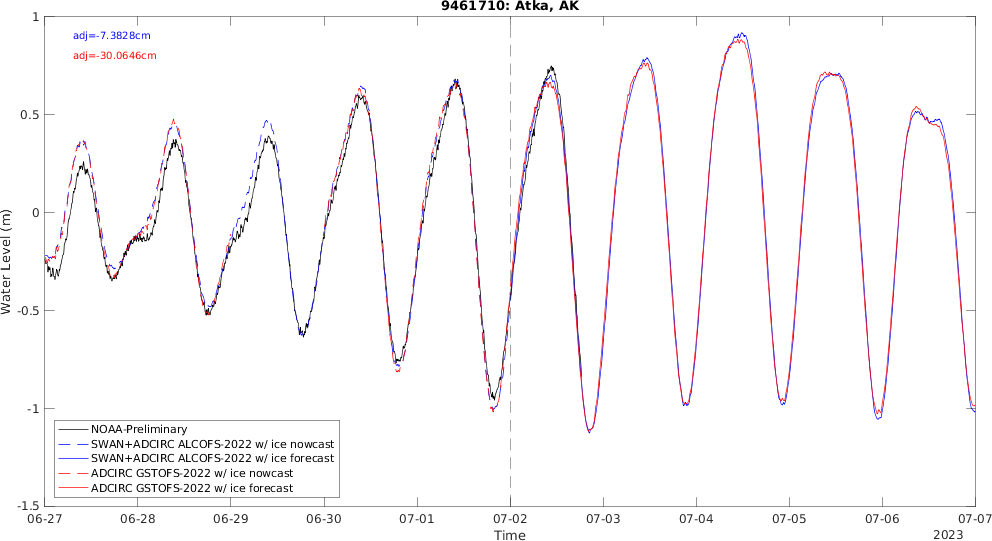 9461710: Atka, AK
adj=-7.3828cm
adj=-30.0646cm
1
0.5
0
-0.5
-1
-1.5
Water Level (m)
NOAA-Preliminary
SWAN+ADCIRC ALCOFS-2022 w/ ice nowcast
SWAN+ADCIRC ALCOFS-2022 w/ ice forecast
ADCIRC GSTOFS-2022 w/ ice nowcast
ADCIRC GSTOFS-2022 w/ ice forecast
06-27 06-28 06-29 06-30 07-01 07-02 07-03 07-04 07-05 07-06 07-07
Time
2023